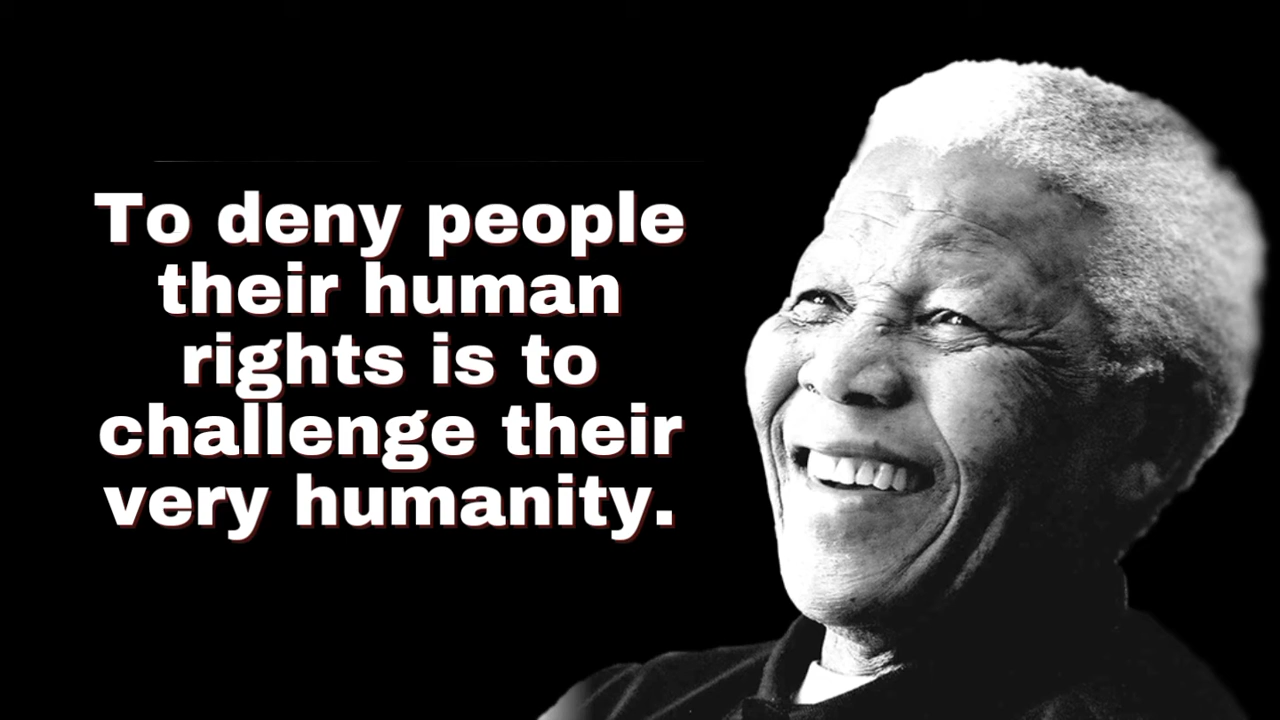 To deny people
their human
rights is to
challenge their
very humanity.